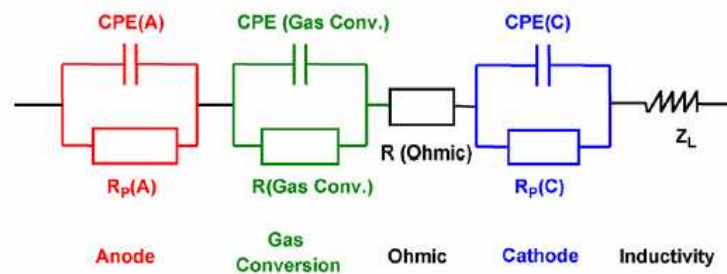 CPE(A)
CPE (Gas Conv.)
CPE(C)
R (Ohmic)
Z_L
R_P(A)
R(Gas Conv.)
R_P(C)
Anode
Gas
Conversion
Ohmic
Cathode
Inductivity